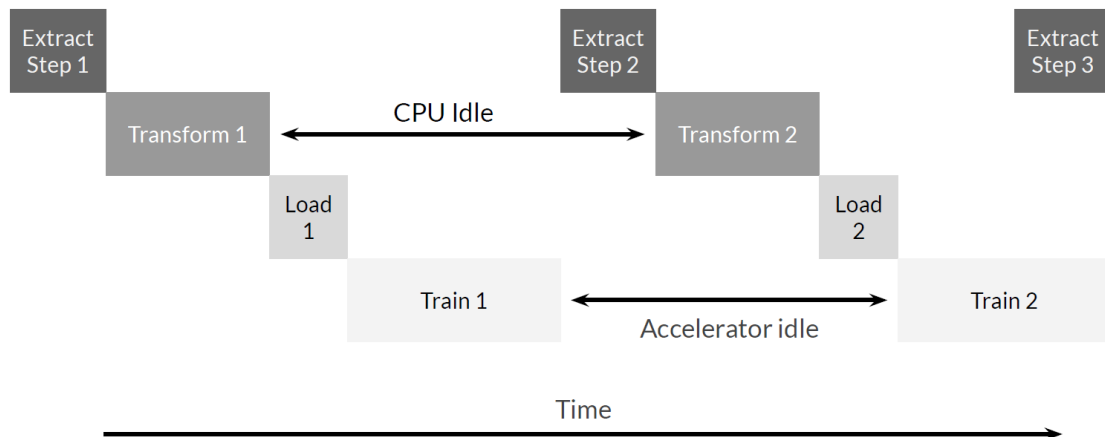 Extract
Step 1
Extract
Step 2
Extract
Step 3
Transform 1
CPU Idle
Transform 2
Load
1
Load
2
Train 1
Accelerator idle
Train 2
Time